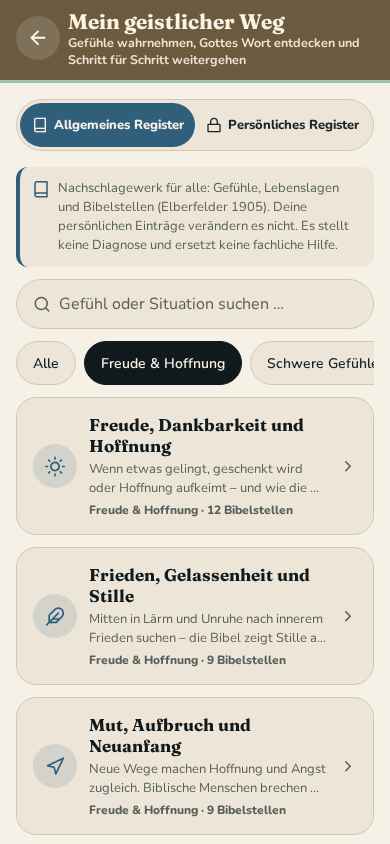 Mein geistlicher Weg
Gefühle wahrnehmen, Gottes Wort entdecken und
Schritt für Schritt weitergehen
Allgemeines Register
Persönliches Register
Nachschlagewerk für alle: Gefühle, Lebenslagen
und Bibelstellen (Elberfelder 1905). Deine
persönlichen Einträge verändern es nicht. Es stellt
keine Diagnose und ersetzt keine fachliche Hilfe.
Gefühl oder Situation suchen ...
Alle
Freude & Hoffnung
Schwere Gefühle
Freude, Dankbarkeit und
Hoffnung
Wenn etwas gelingt, geschenkt wird
oder Hoffnung aufkeimt – und wie die ...
Freude & Hoffnung · 12 Bibelstellen
Frieden, Gelassenheit und
Stille
Mitten in Lärm und Unruhe nach innerem
Frieden suchen – die Bibel zeigt Stille a...
Freude & Hoffnung · 9 Bibelstellen
Mut, Aufbruch und
Neuanfang
Neue Wege machen Hoffnung und Angst
zugleich. Biblische Menschen brechen ...
Freude & Hoffnung · 9 Bibelstellen